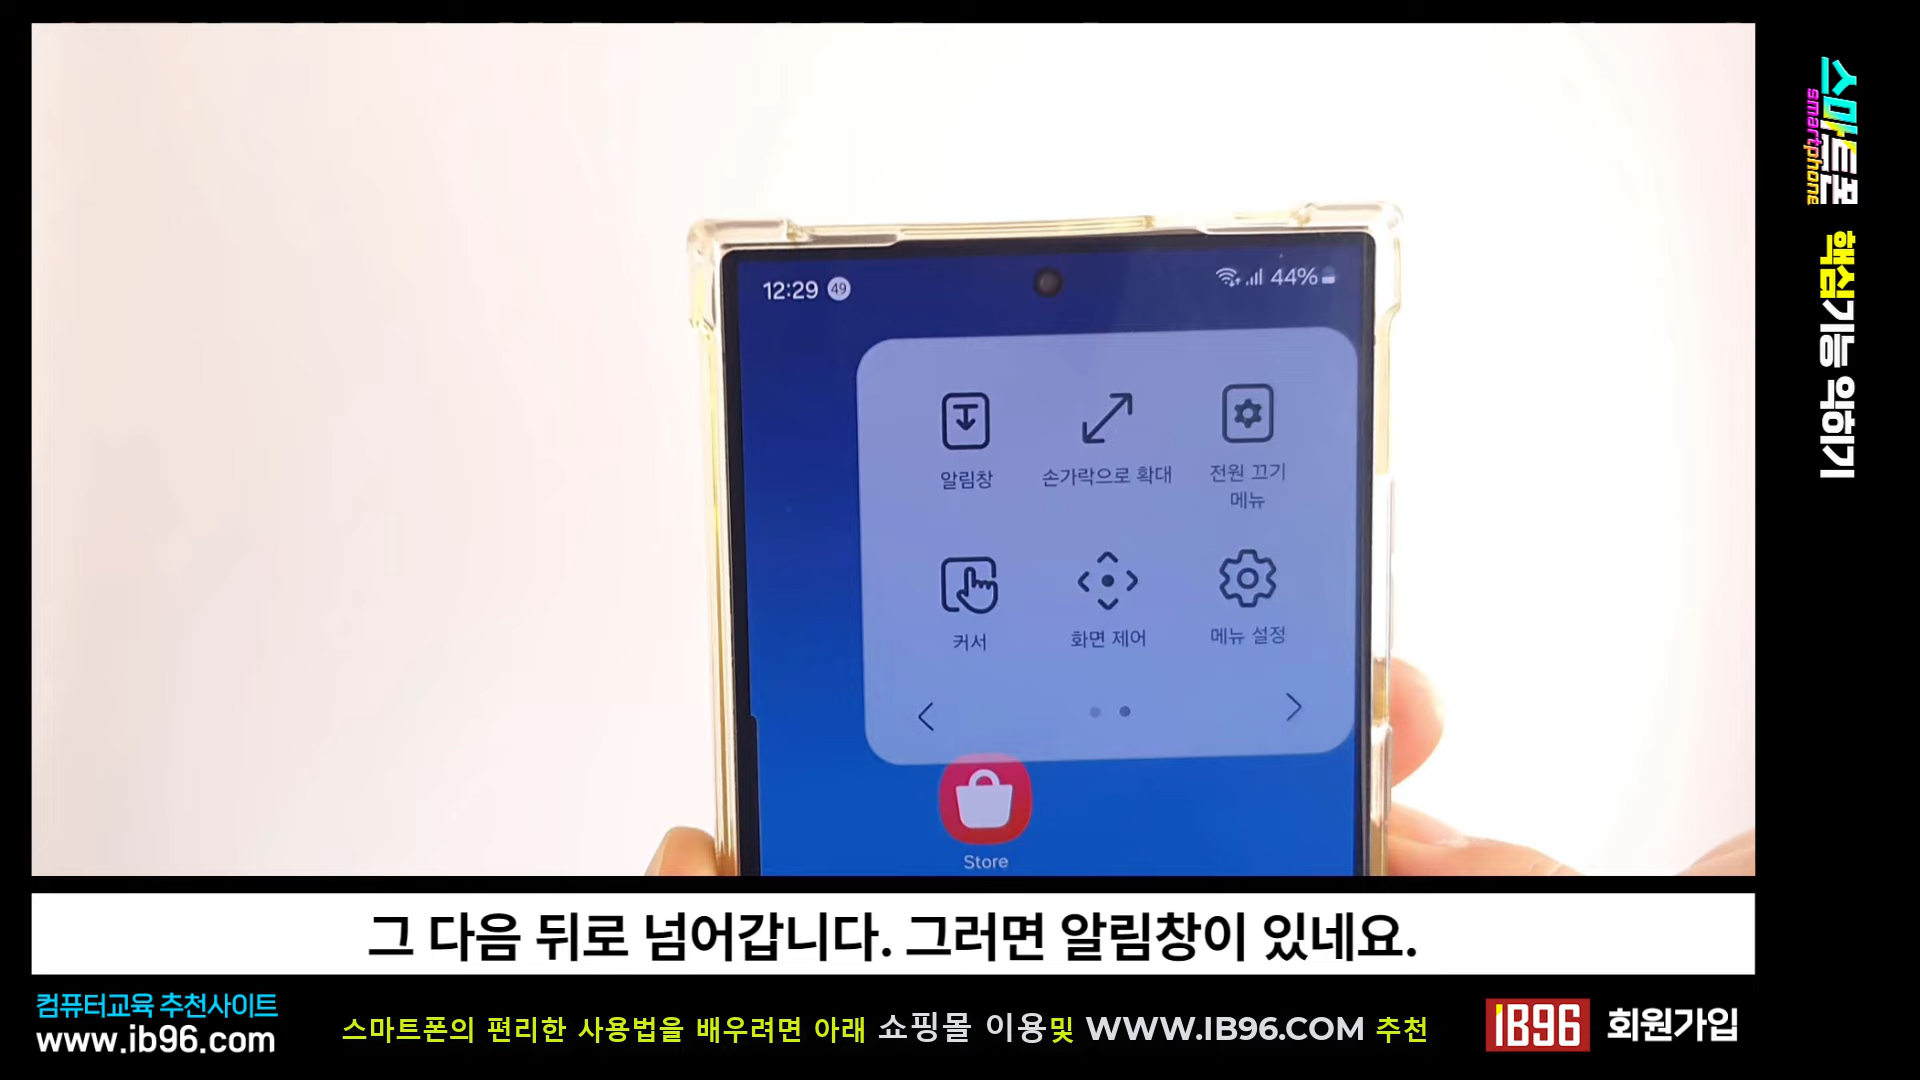 12:29 49
44%
알림창
손가락으로 확대
전원 끄기
메뉴
커서
화면 제어
메뉴 설정
Store
스마트폰 핵심기능 익히기
smartphone
그 다음 뒤로 넘어갑니다. 그러면 알림창이 있네요.
컴퓨터교육 추천사이트
www.ib96.com
스마트폰의 편리한 사용법을 배우려면 아래 쇼핑몰 이용및 WWW.IB96.COM 추천
IB96 회원가입